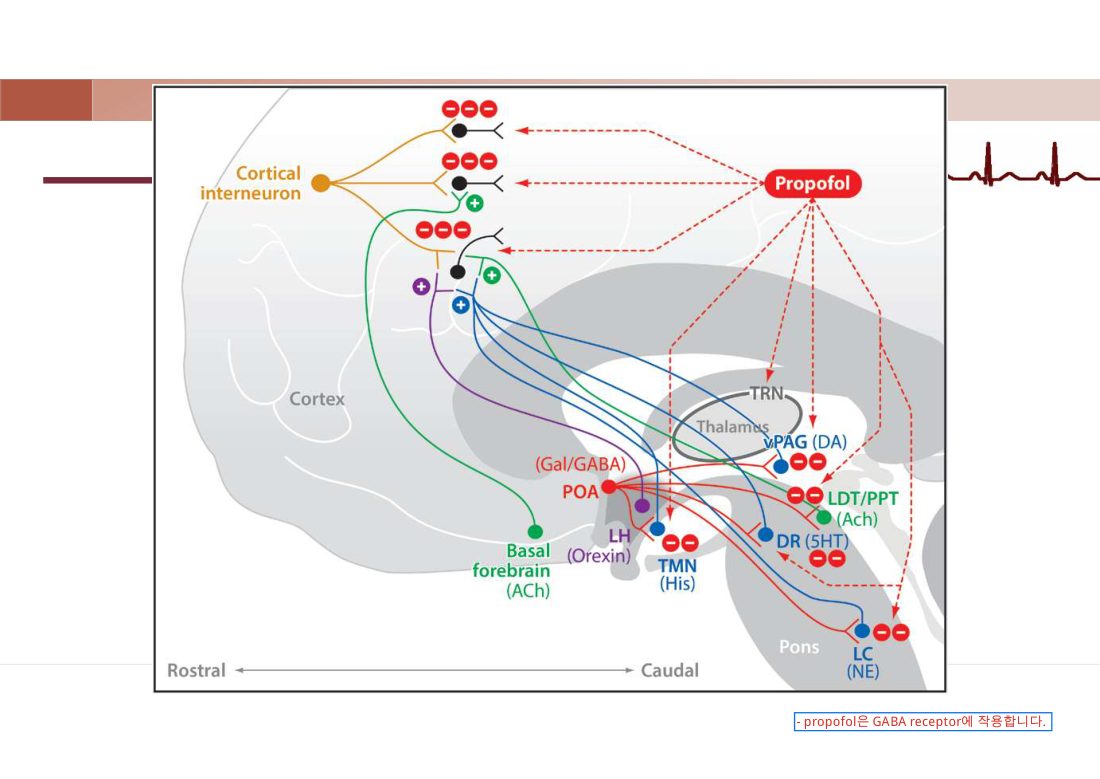 Cortical
interneuron
Propofol
Cortex
TRN
Thalamus
vPAG (DA)
(Gal/GABA)
POA
LDT/PPT
(Ach)
LH
(Orexin)
DR (5HT)
Basal
forebrain
(ACh)
TMN
(His)
Pons
LC
(NE)
Rostral
Caudal
- propofol은 GABA receptor에 작용합니다.